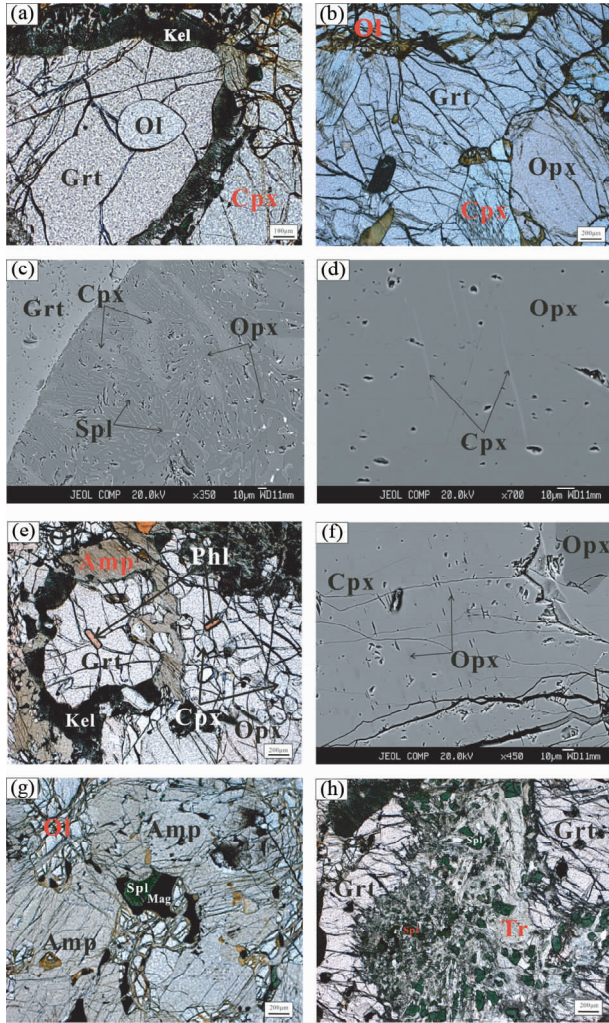 (a)
Kel
Ol
Grt
Cpx
100μm
(b)
Ol
Grt
Opx
Cpx
200μm
(c)
Grt
Cpx
Opx
Spl
JEOL COMP 20.0kV ×350 10μm WD11mm
(d)
Opx
Cpx
JEOL COMP 20.0kV ×700 10μm WD11mm
(e)
Ol
Amp
Phl
Grt
Kel
Cpx
Opx
200μm
(f)
Opx
Cpx
Opx
JEOL COMP 20.0kV ×450 10μm WD11mm
(g)
Ol
Amp
Spl
Mag
Amp
200μm
(h)
Spl
Grt
Grt
Spl
Tr
200μm